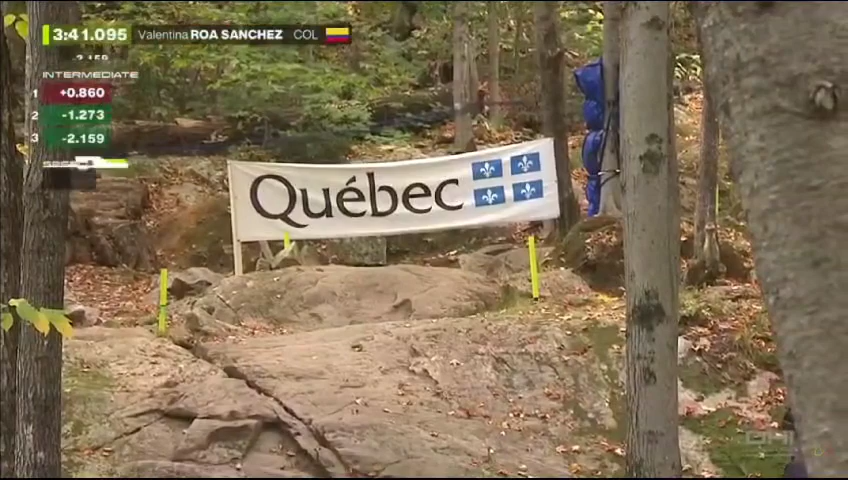 3:41.095 Valentina ROA SANCHEZ COL
INTERMEDIATE
1 +0.860
2 -1.273
3 -2.159
Québec